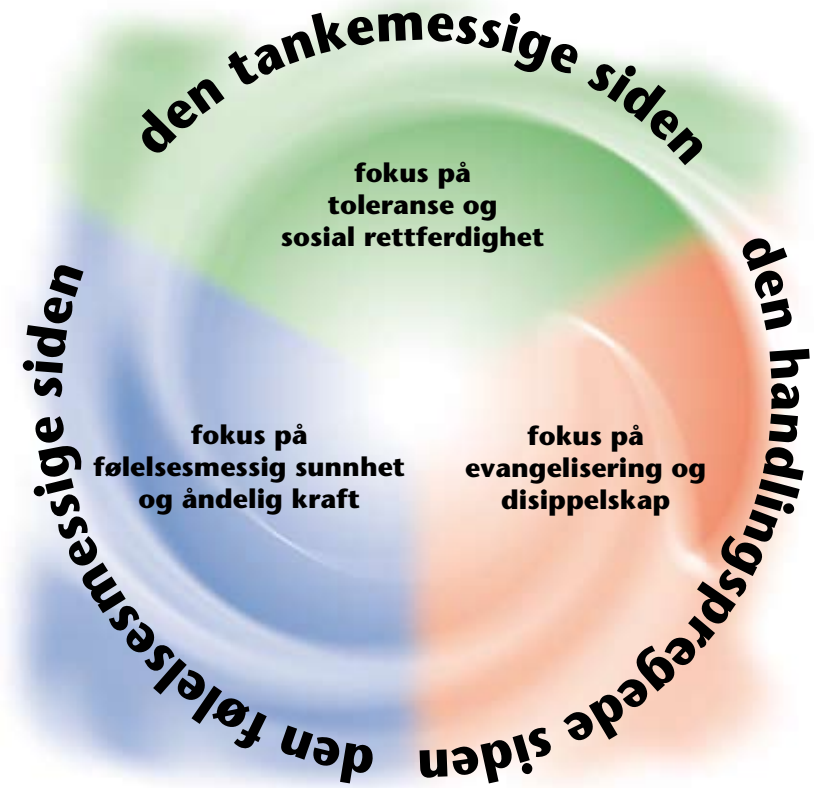 den tankemessige siden
fokus på
toleranse og
sosial rettferdighet
den handlingspregede siden
fokus på
evangelisering og
disippelskap
den følelsesmessige siden
fokus på
følelsesmessig sunnhet
og åndelig kraft